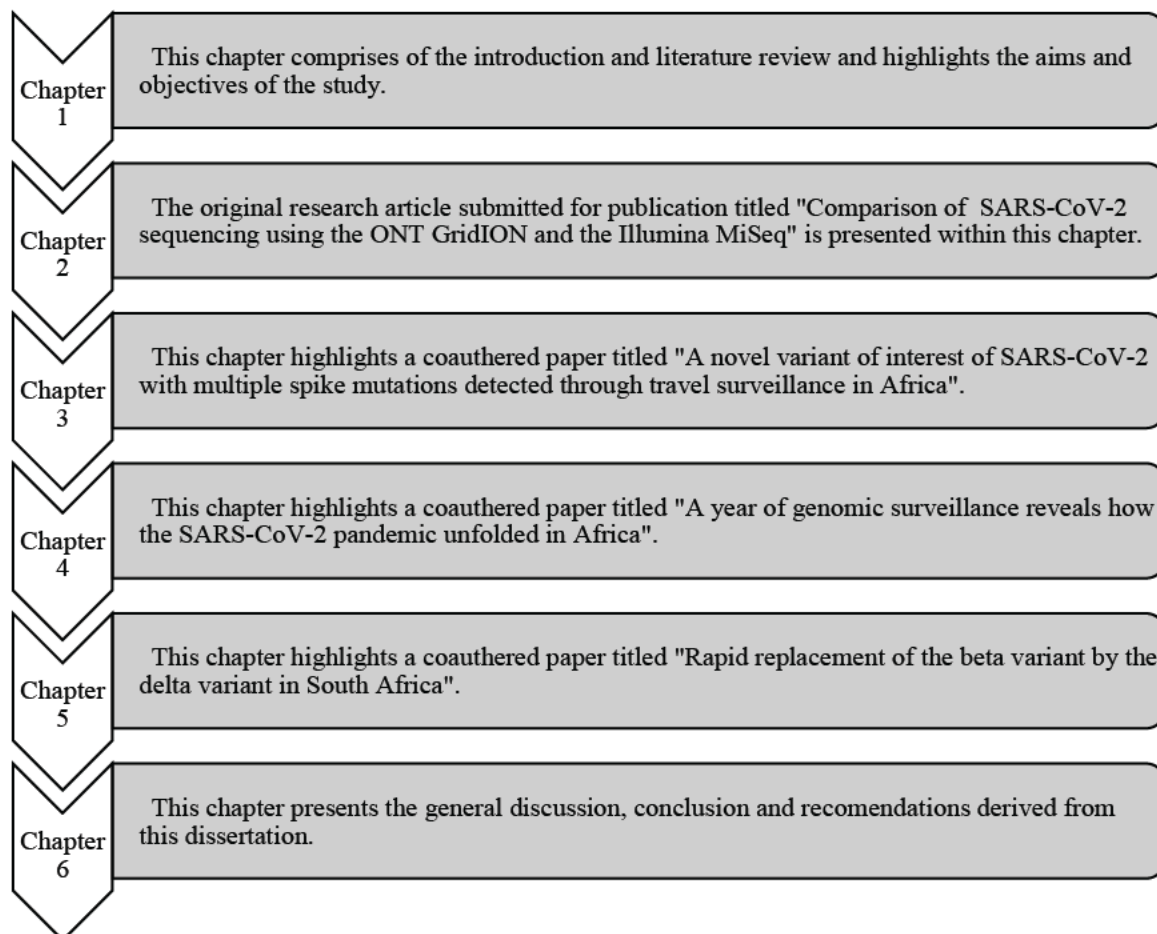 Chapter
1
This chapter comprises of the introduction and literature review and highlights the aims and
objectives of the study.
Chapter
2
The original research article submitted for publication titled "Comparison of SARS-CoV-2
sequencing using the ONT GridION and the Illumina MiSeq" is presented within this chapter.
Chapter
3
This chapter highlights a coauthered paper titled "A novel variant of interest of SARS-CoV-2
with multiple spike mutations detected through travel surveillance in Africa".
Chapter
4
This chapter highlights a coauthered paper titled "A year of genomic surveillance reveals how
the SARS-CoV-2 pandemic unfolded in Africa".
Chapter
5
This chapter highlights a coauthered paper titled "Rapid replacement of the beta variant by the
delta variant in South Africa".
Chapter
6
This chapter presents the general discussion, conclusion and recomendations derived from
this dissertation.